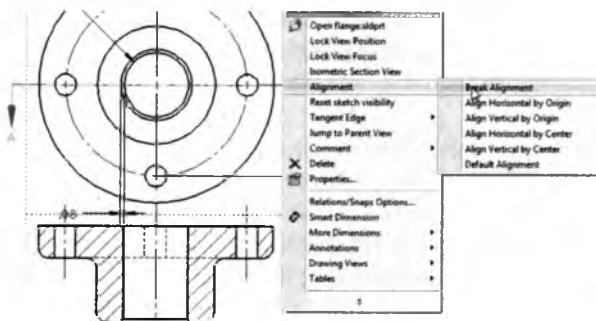 Open flange.sldprt
Lock View Position
Lock View Focus
Isometric Section View
Alignment
Reset sketch visibility
Tangent Edge
Jump to Parent View
Comment
Delete
Properties...
Relations/Snaps Options...
Smart Dimension
More Dimensions
Annotations
Drawing Views
Tables
Break Alignment
Align Horizontal by Origin
Align Vertical by Origin
Align Horizontal by Center
Align Vertical by Center
Default Alignment
A